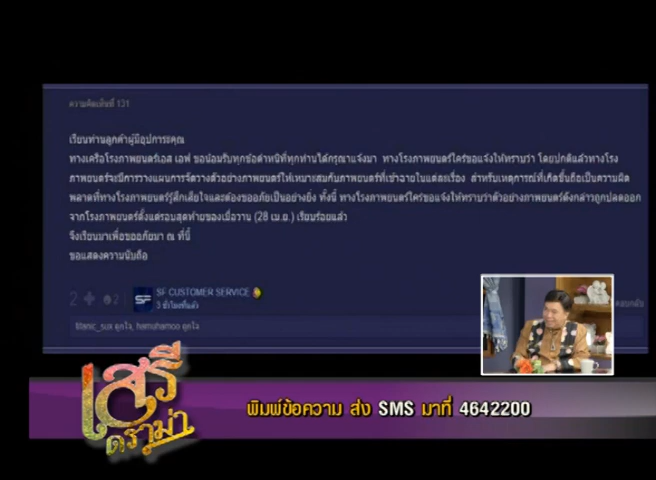 ความคิดเห็นที่ 131
เรียนท่านลูกค้าผู้มีอุปการะคุณ
ทางเครือโรงภาพยนตร์เอส เอฟ ขอน้อมรับทุกข้อตำหนิที่ทุกท่านได้กรุณาแจ้งมา ทางโรงภาพยนตร์ใคร่ขอแจ้งให้ทราบว่า โดยปกติแล้วทางโรง
ภาพยนตร์จะมีการวางแผนการจัดวางตัวอย่างภาพยนตร์ให้เหมาะสมกับภาพยนตร์ที่เข้าฉายในแต่ละเรื่อง สำหรับเหตุการณ์ที่เกิดขึ้นถือเป็นความผิด
พลาดที่ทางโรงภาพยนตร์รู้สึกเสียใจและต้องขออภัยเป็นอย่างยิ่ง ทั้งนี้ ทางโรงภาพยนตร์ใคร่ขอแจ้งให้ทราบว่าตัวอย่างภาพยนตร์ดังกล่าวถูกปลดออก
จากโรงภาพยนตร์ตั้งแต่รอบสุดท้ายของเมื่อวาน (28 เม.ย.) เรียบร้อยแล้ว
จึงเรียนมาเพื่อขออภัยมา ณ ที่นี้
ขอแสดงความนับถือ
2 2 SF SF CUSTOMER SERVICE
3 ชั่วโมงที่แล้ว
ตอบกลับ
titanic_sux ถูกใจ, hamuhamoo ถูกใจ
เสรี
ดราม่า
พิมพ์ข้อความ ส่ง SMS มาที่ 4642200